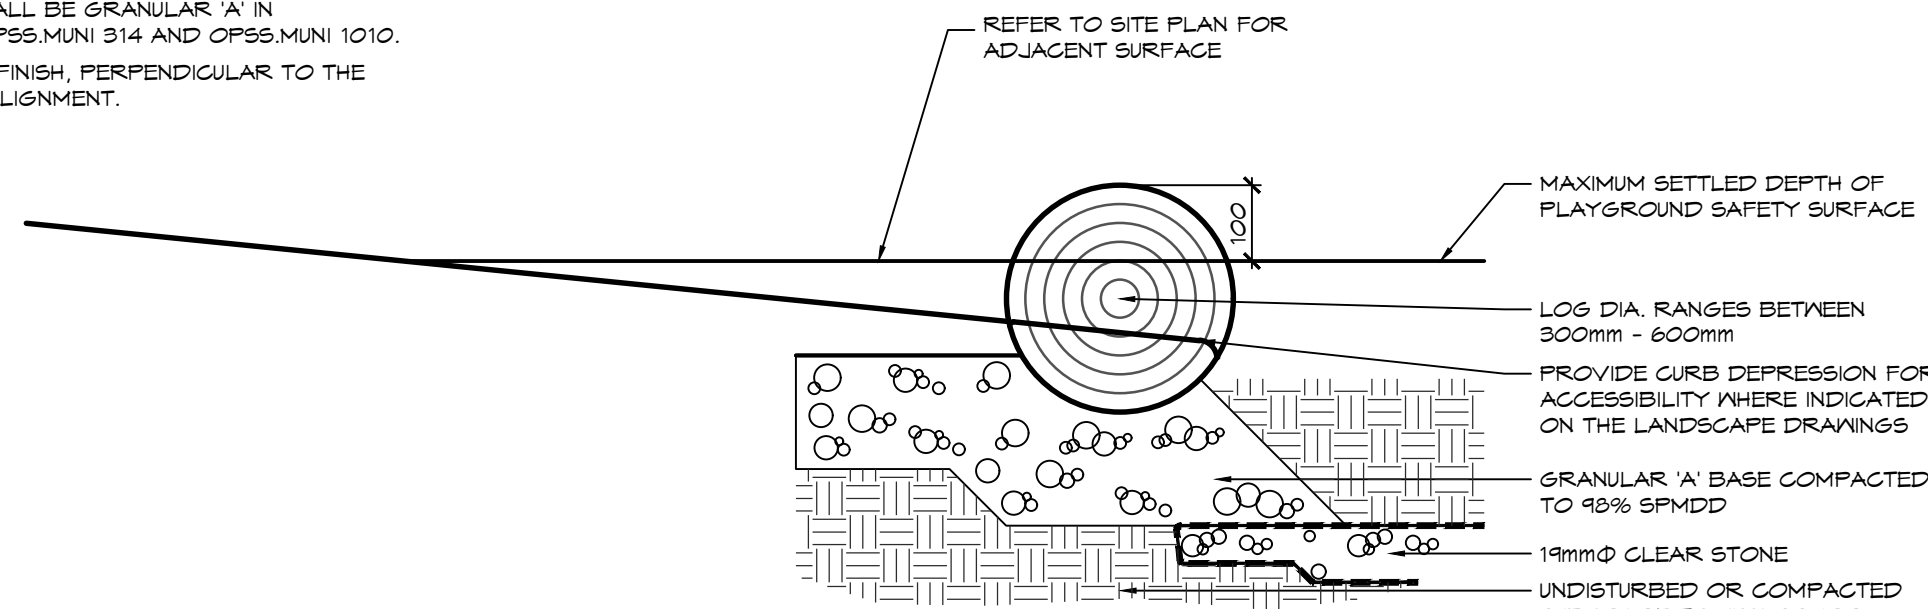 ALL BE GRANULAR 'A' IN
PSS.MUNI 314 AND OPSS.MUNI 1010.
FINISH, PERPENDICULAR TO THE
LIGNMENT.
REFER TO SITE PLAN FOR
ADJACENT SURFACE
100
MAXIMUM SETTLED DEPTH OF
PLAYGROUND SAFETY SURFACE
LOG DIA. RANGES BETWEEN
300mm - 600mm
PROVIDE CURB DEPRESSION FOR
ACCESSIBILITY WHERE INDICATED
ON THE LANDSCAPE DRAWINGS
GRANULAR 'A' BASE COMPACTED
TO 98% SPMDD
19mmΦ CLEAR STONE
UNDISTURBED OR COMPACTED